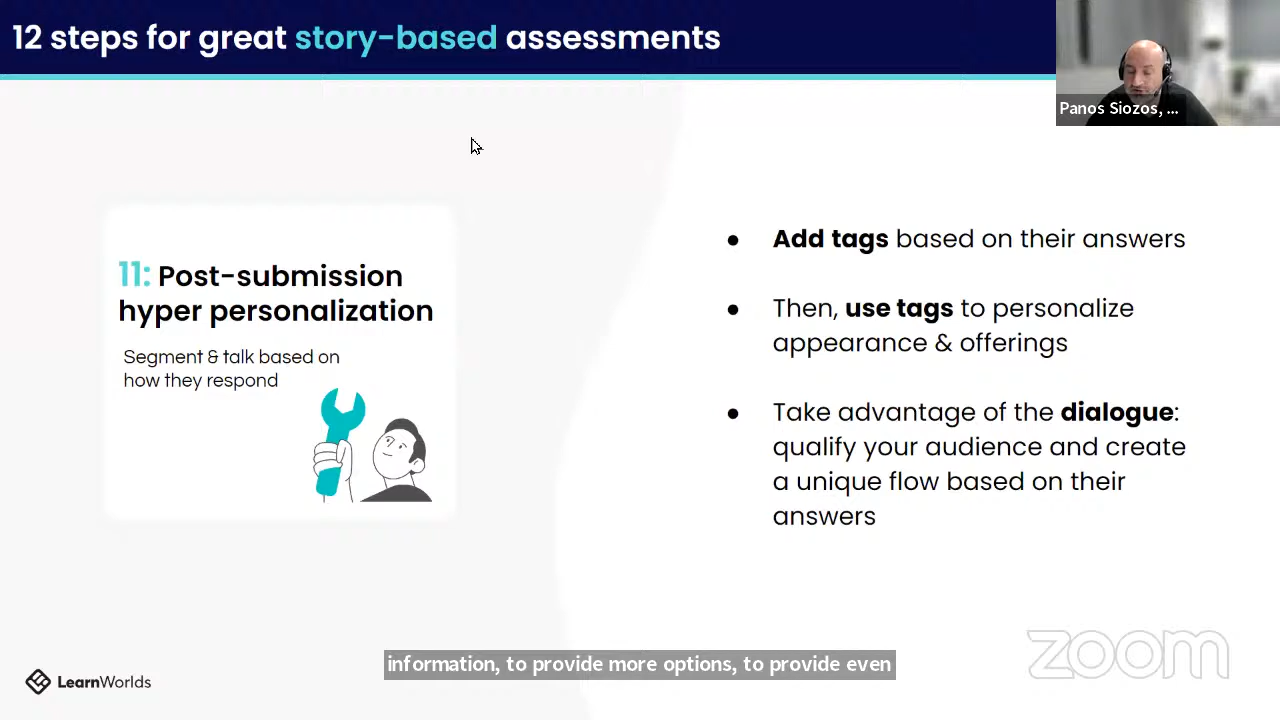 12 steps for great story-based assessments
Panos Siozos, ...
11: Post-submission
hyper personalization
Segment & talk based on
how they respond
● Add tags based on their answers
● Then, use tags to personalize
appearance & offerings
● Take advantage of the dialogue:
qualify your audience and create
a unique flow based on their
answers
information, to provide more options, to provide even
LearnWorlds
zoom